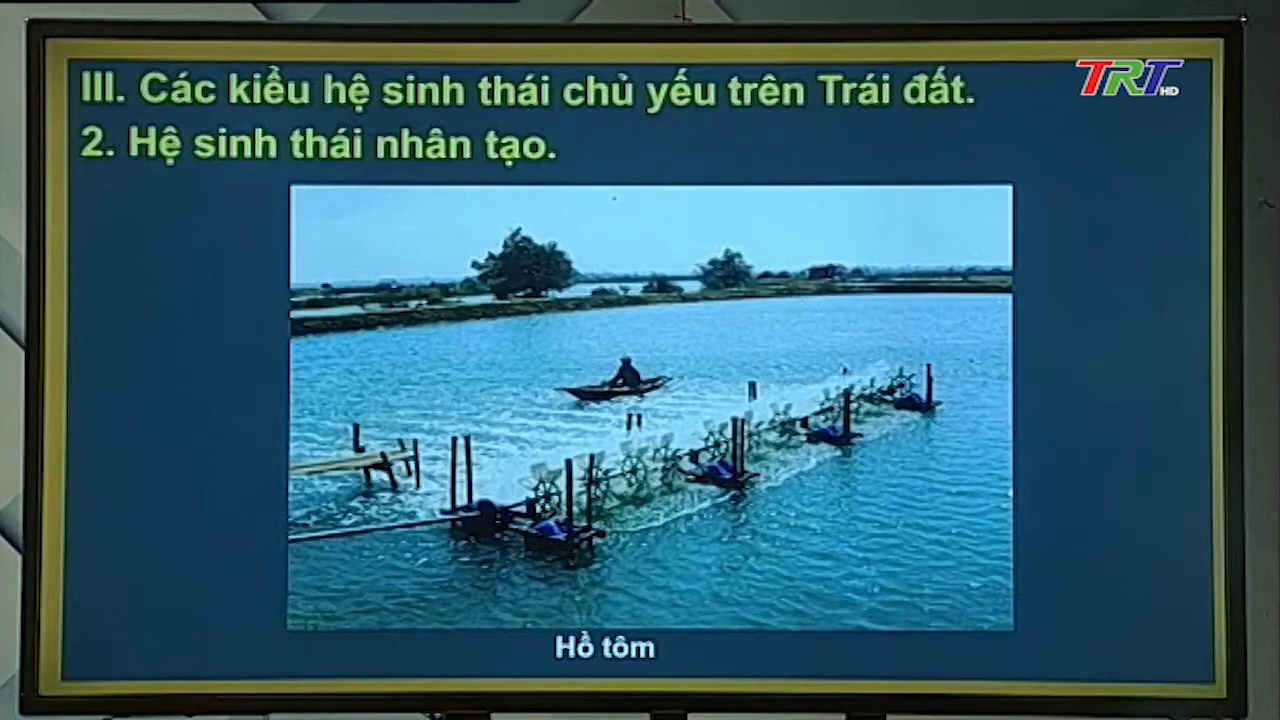 III. Các kiểu hệ sinh thái chủ yếu trên Trái đất.
TRT HD
2. Hệ sinh thái nhân tạo.
Hồ tôm